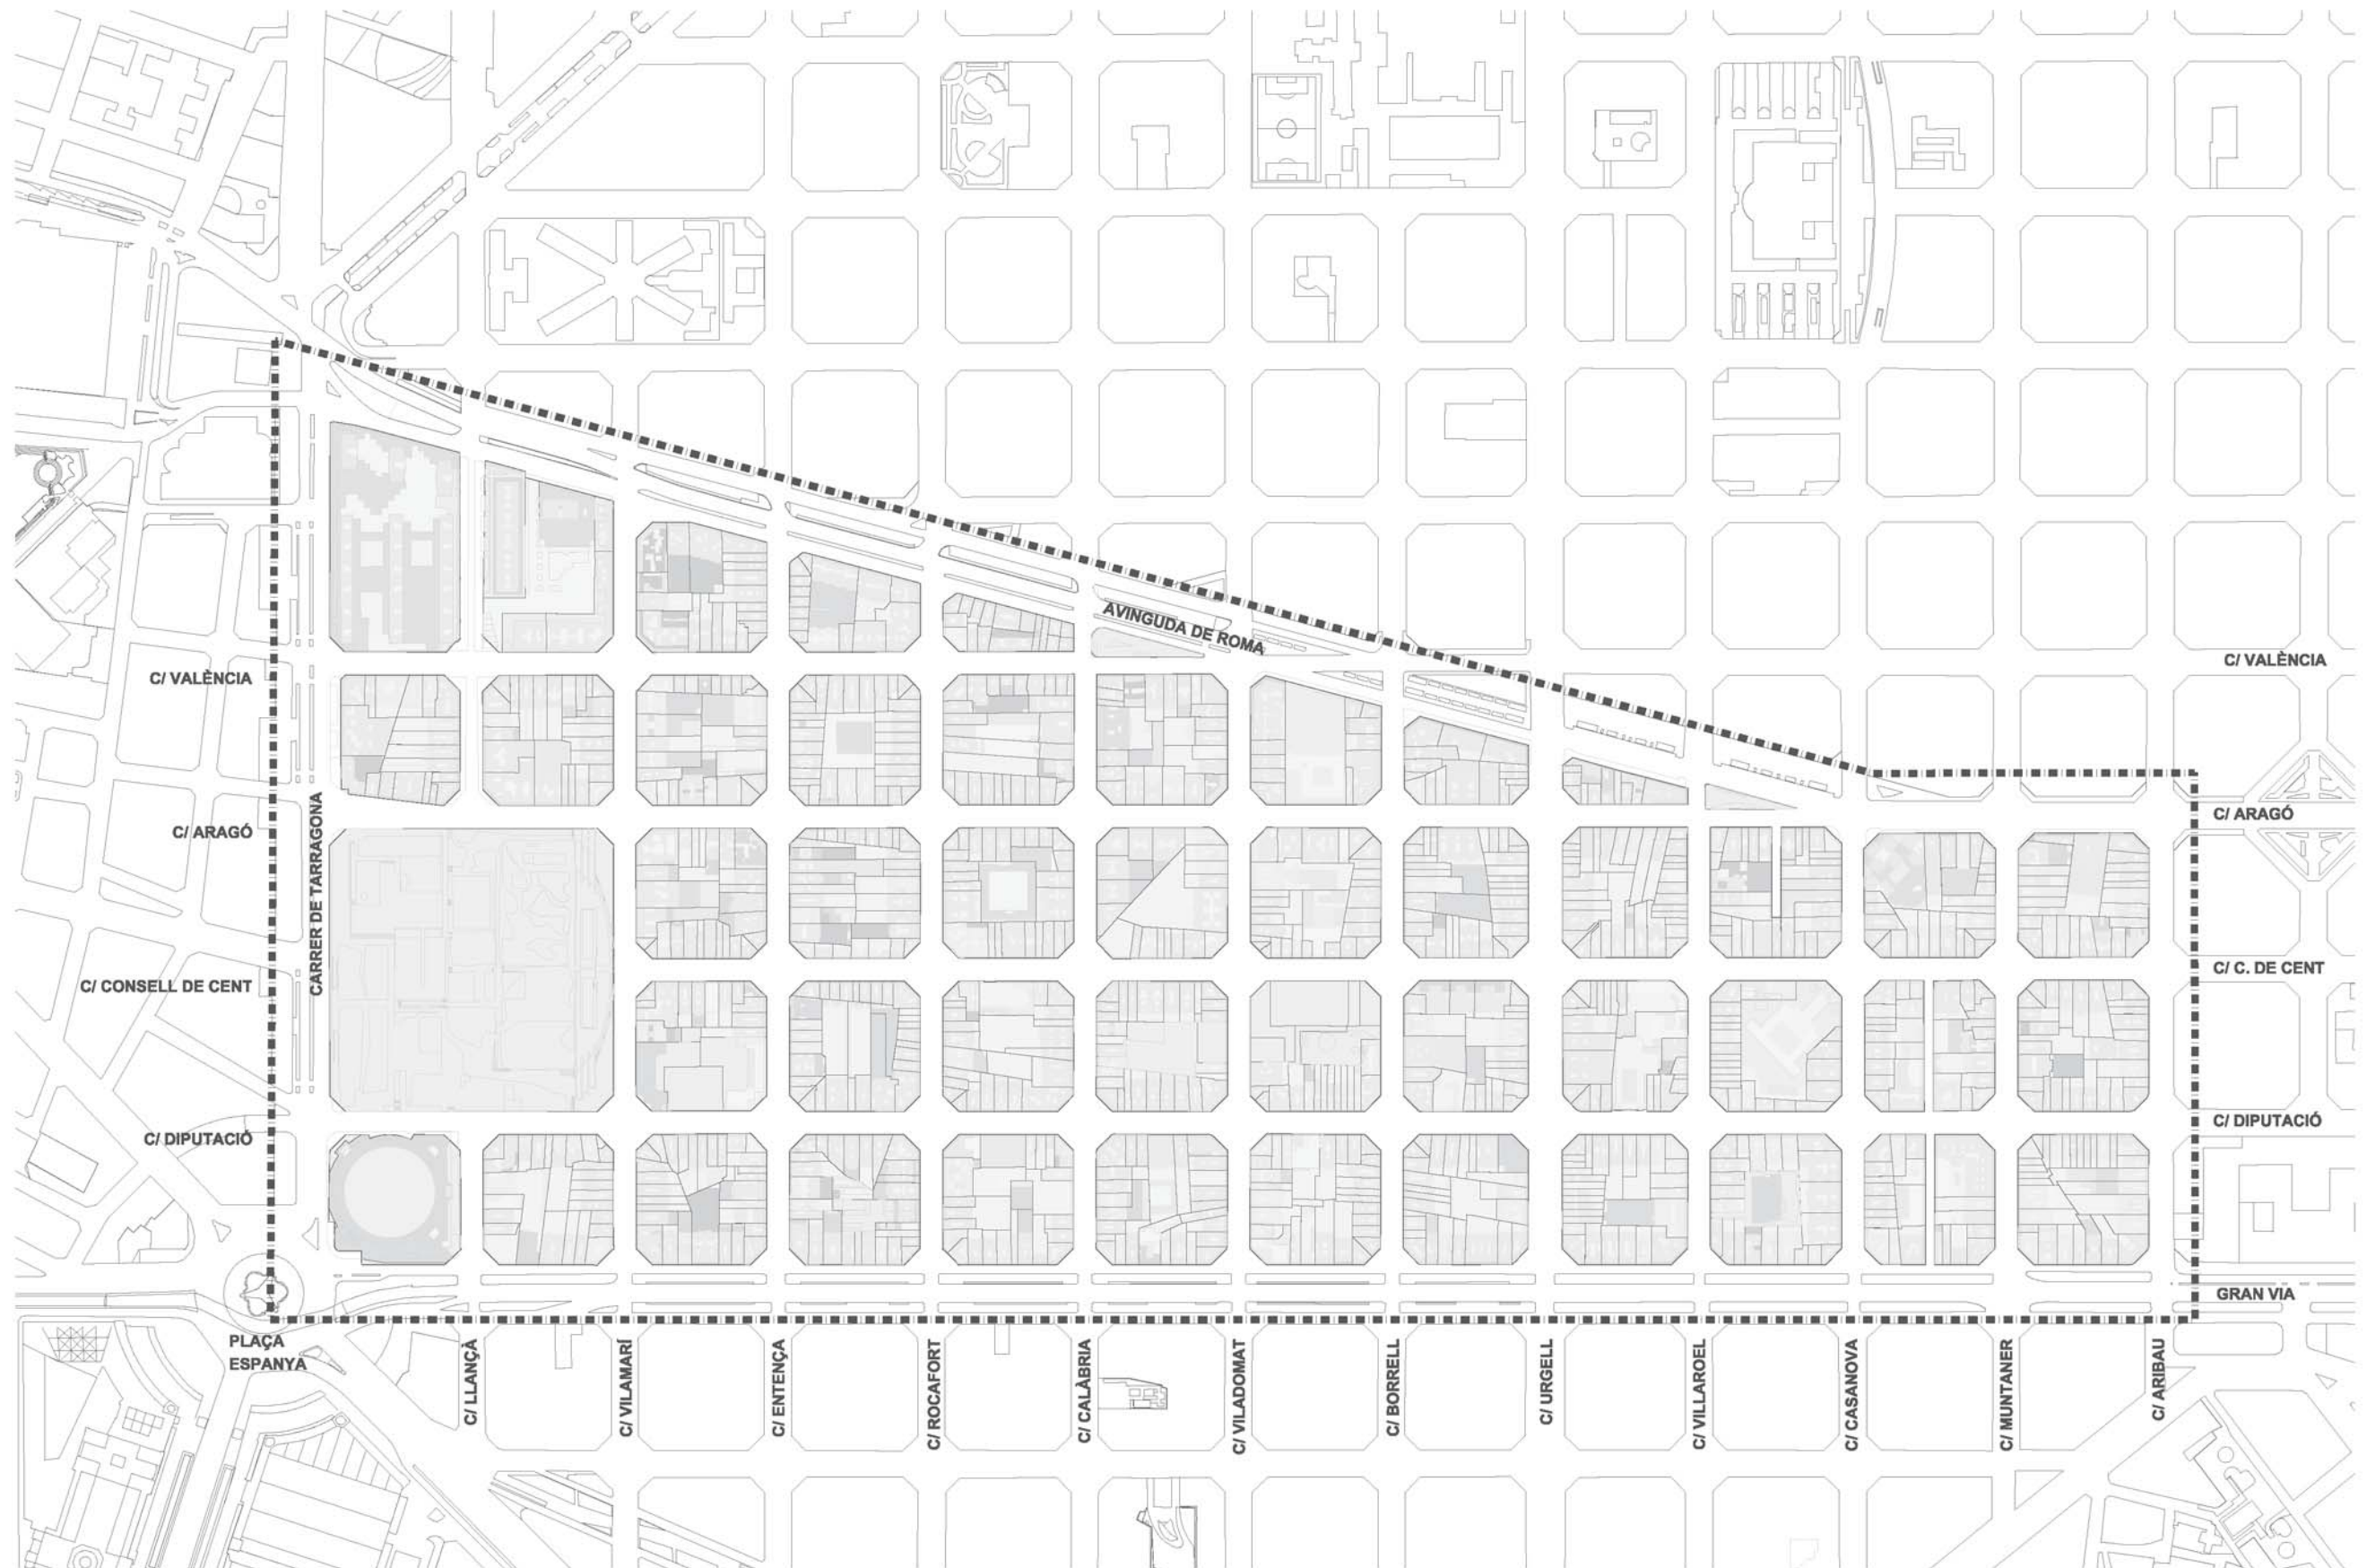 AVINGUDA DE ROMA
C/ VALÈNCIA
C/ VALÈNCIA
C/ ARAGÓ
C/ ARAGÓ
CARRER DE TARRAGONA
C/ CONSELL DE CENT
C/ C. DE CENT
C/ DIPUTACIÓ
C/ DIPUTACIÓ
GRAN VIA
PLAÇA
ESPANYA
C/ LLANÇÀ
C/ VILAMARÍ
C/ ENTENÇA
C/ ROCAFORT
C/ CALÀBRIA
C/ VILADOMAT
C/ BORRELL
C/ URGELL
C/ VILLAROEL
C/ CASANOVA
C/ MUNTANER
C/ ARIBAU